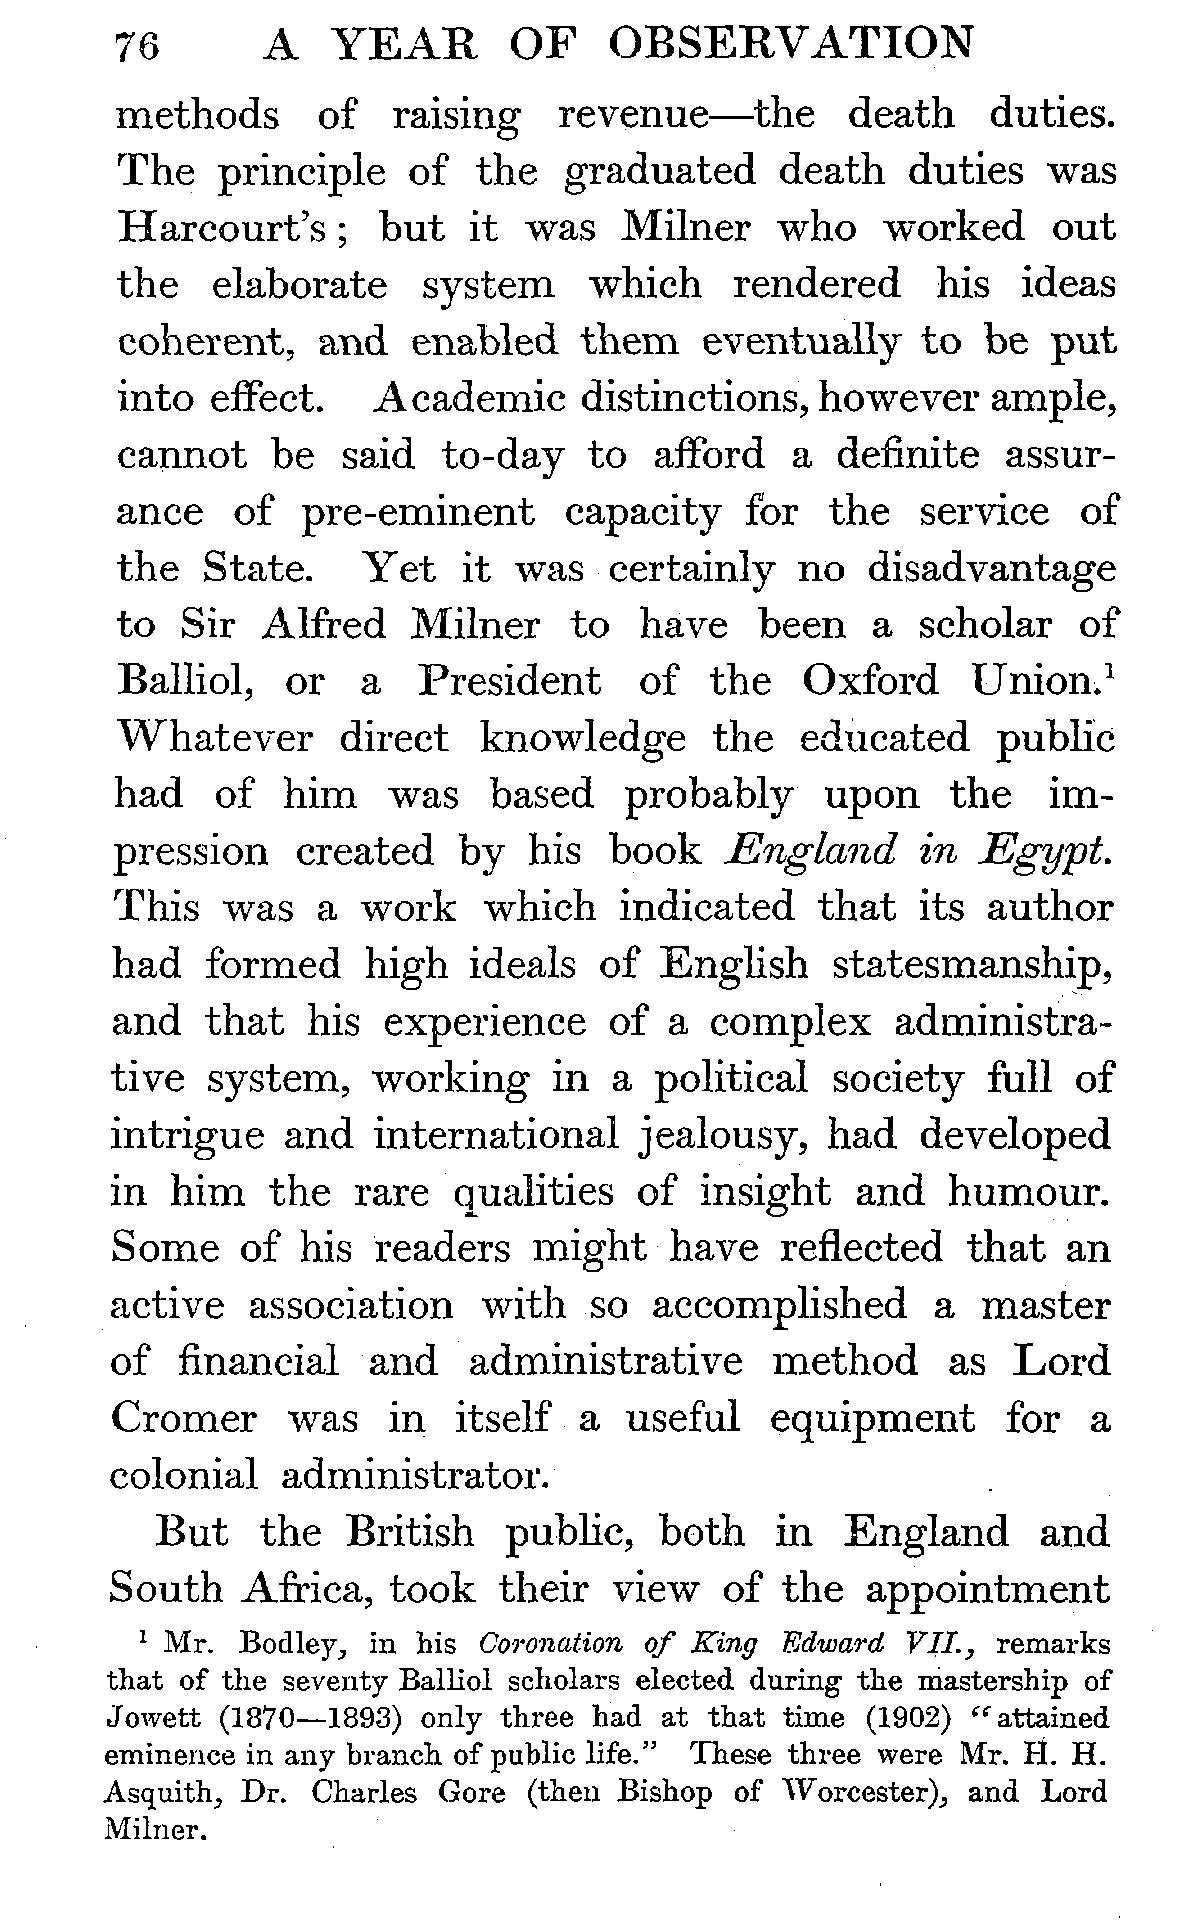 76 A YEAR OF OBSERVATION
methods of raising revenue—the death duties.
The principle of the graduated death duties was
Harcourt's; but it was Milner who worked out
the elaborate system which rendered his ideas
coherent, and enabled them eventually to be put
into effect. Academic distinctions, however ample,
cannot be said to-day to afford a definite assur-
ance of pre-eminent capacity for the service of
the State. Yet it was certainly no disadvantage
to Sir Alfred Milner to have been a scholar of
Balliol, or a President of the Oxford Union.¹
Whatever direct knowledge the educated public
had of him was based probably upon the im-
pression created by his book England in Egypt.
This was a work which indicated that its author
had formed high ideals of English statesmanship,
and that his experience of a complex administra-
tive system, working in a political society full of
intrigue and international jealousy, had developed
in him the rare qualities of insight and humour.
Some of his readers might have reflected that an
active association with so accomplished a master
of financial and administrative method as Lord
Cromer was in itself a useful equipment for a
colonial administrator.
But the British public, both in England and
South Africa, took their view of the appointment
¹ Mr. Bodley, in his Coronation of King Edward VII., remarks
that of the seventy Balliol scholars elected during the mastership of
Jowett (1870—1893) only three had at that time (1902) "attained
eminence in any branch of public life." These three were Mr. H. H.
Asquith, Dr. Charles Gore (then Bishop of Worcester), and Lord
Milner.